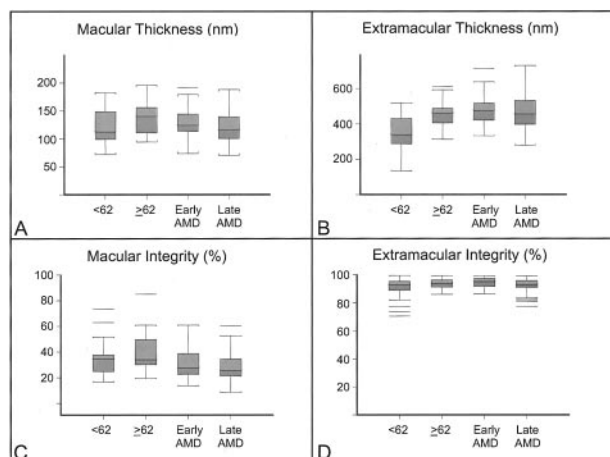 Macular Thickness (nm)
200
150
100
50
<62
≥62
Early
AMD
Late
AMD
A
Extramacular Thickness (nm)
600
400
200
<62
≥62
Early
AMD
Late
AMD
B
Macular Integrity (%)
100
80
60
40
20
<62
≥62
Early
AMD
Late
AMD
C
Extramacular Integrity (%)
100
80
60
40
20
<62
≥62
Early
AMD
Late
AMD
D